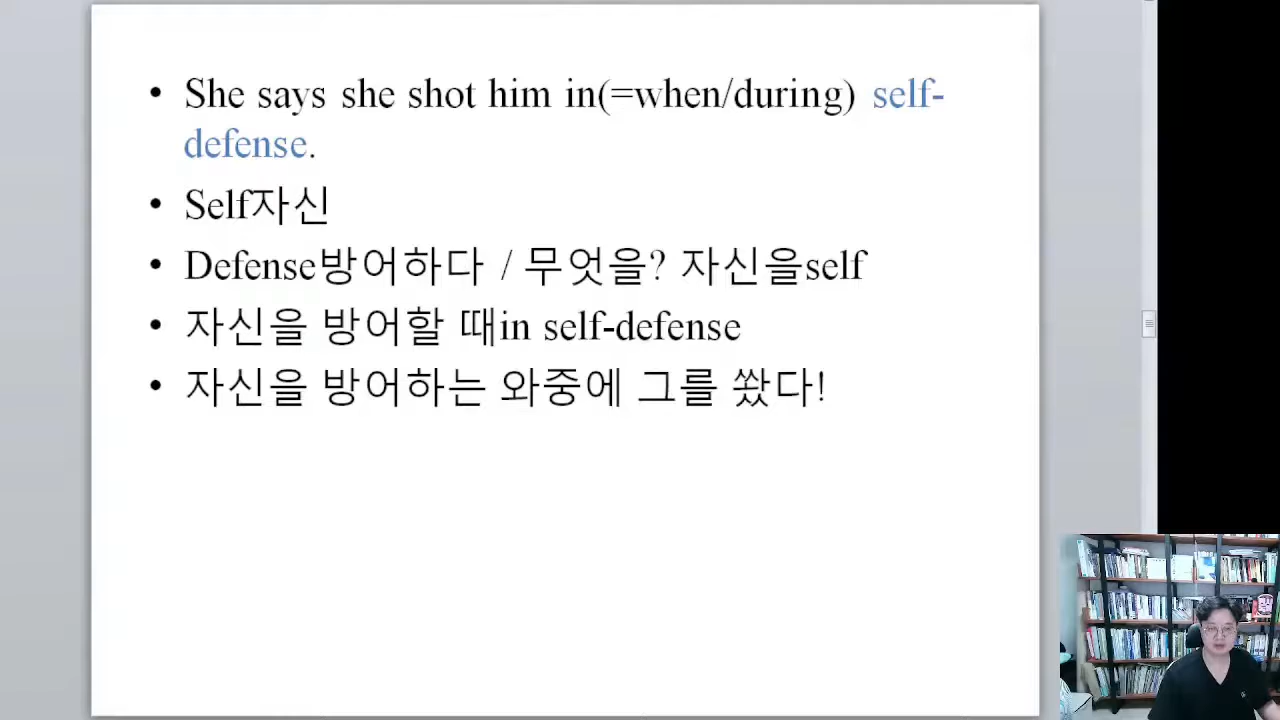 • She says she shot him in(=when/during) self-
defense.
• Self자신
• Defense방어하다 / 무엇을? 자신을self
• 자신을 방어할 때in self-defense
• 자신을 방어하는 와중에 그를 쐈다!